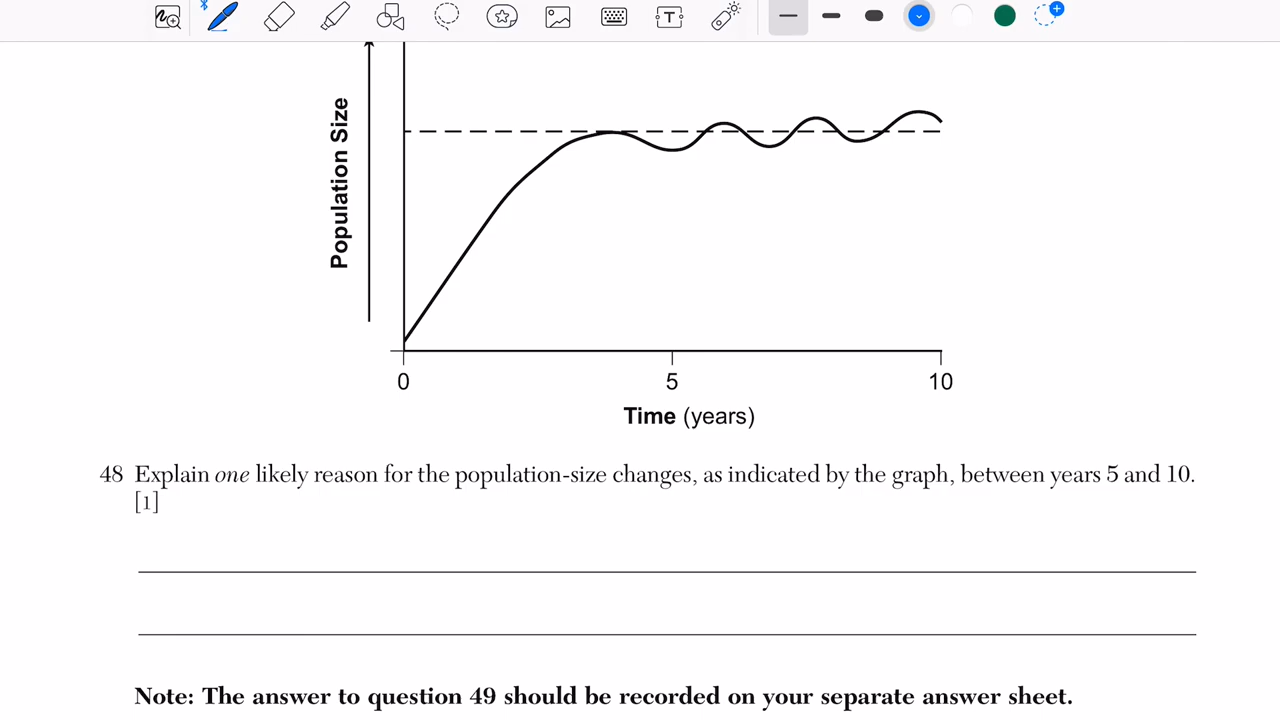 T
Population Size
0
5
10
Time (years)
48 Explain one likely reason for the population-size changes, as indicated by the graph, between years 5 and 10.
[1]
Note: The answer to question 49 should be recorded on your separate answer sheet.